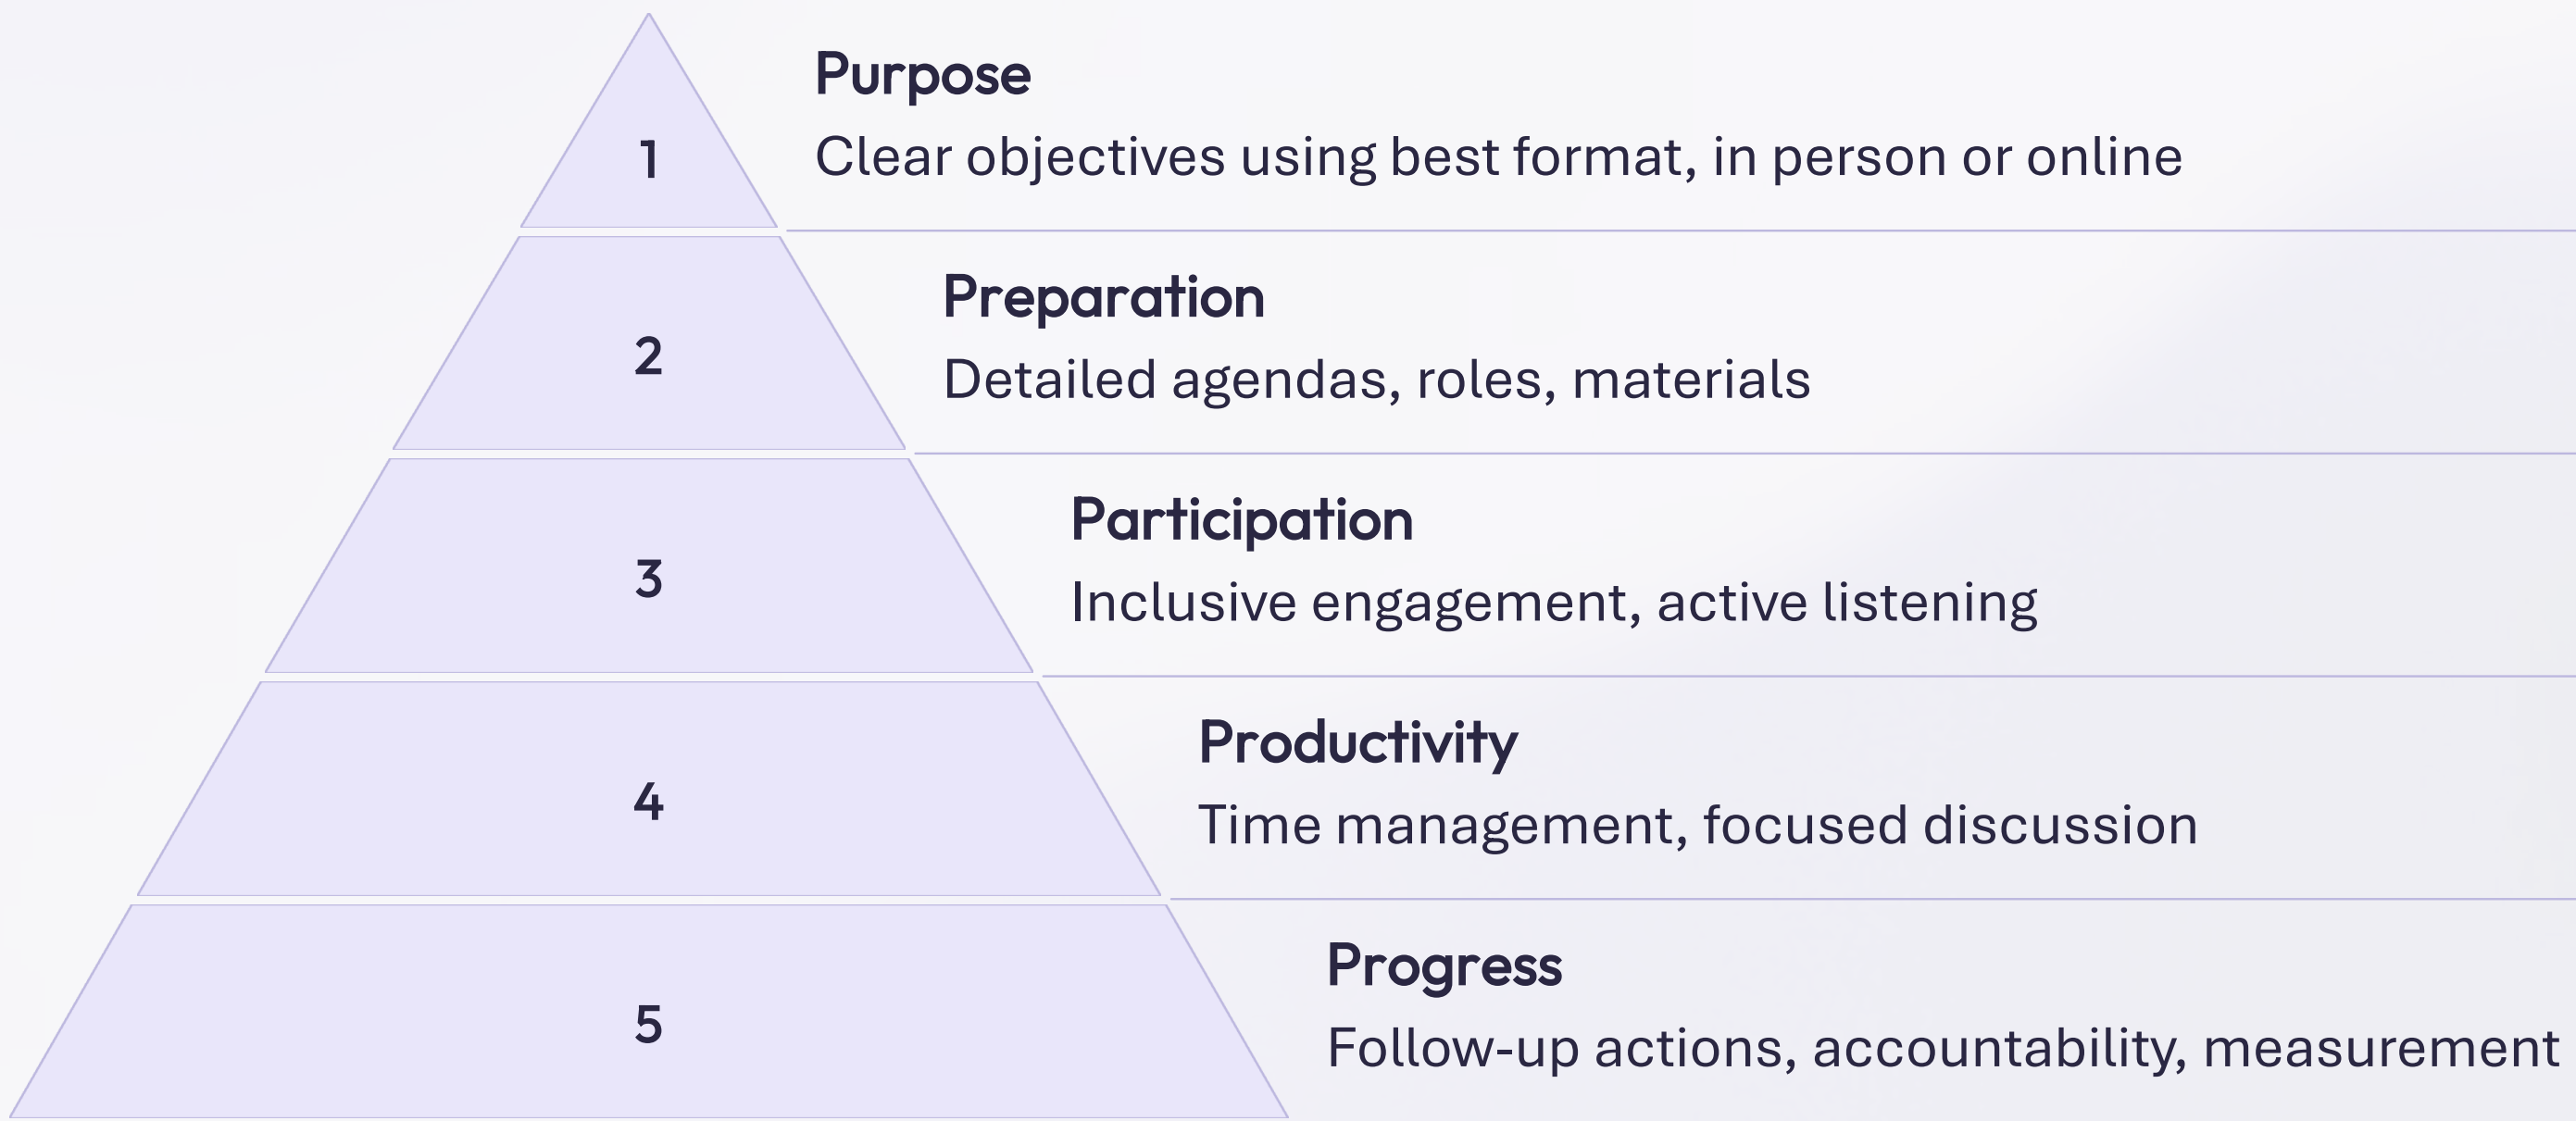 1
Purpose
Clear objectives using best format, in person or online
2
Preparation
Detailed agendas, roles, materials
3
Participation
Inclusive engagement, active listening
4
Productivity
Time management, focused discussion
5
Progress
Follow-up actions, accountability, measurement